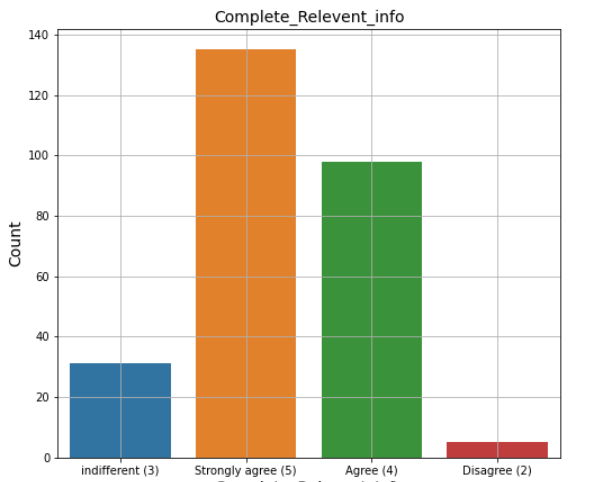 Complete_Relevent_info
140
120
100
80
60
40
20
0
Count
indifferent (3) Strongly agree (5) Agree (4) Disagree (2)